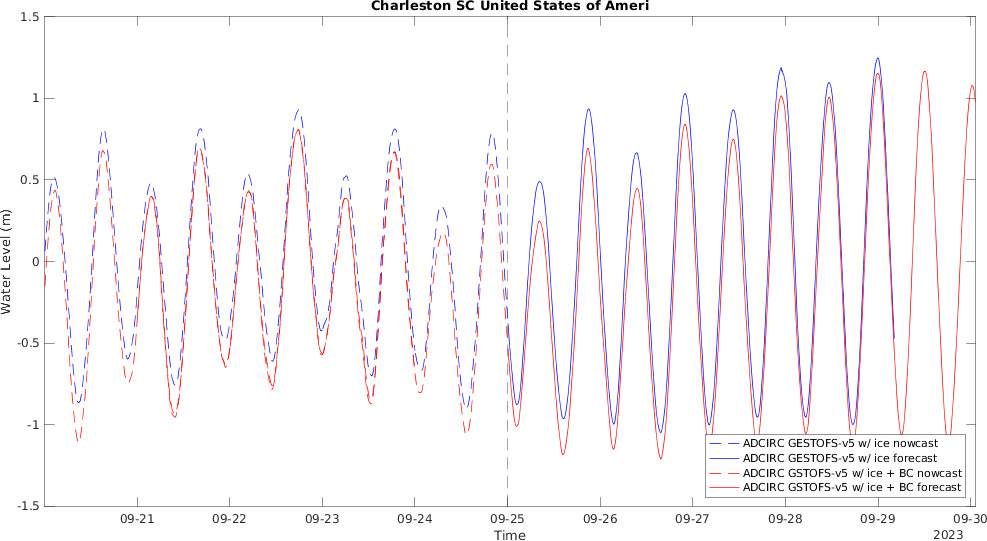 Charleston SC United States of Ameri
1.5
1
0.5
0
-0.5
-1
-1.5
Water Level (m)
09-21 09-22 09-23 09-24 09-25 09-26 09-27 09-28 09-29 09-30
Time
2023
ADCIRC GESTOFS-v5 w/ ice nowcast
ADCIRC GESTOFS-v5 w/ ice forecast
ADCIRC GSTOFS-v5 w/ ice + BC nowcast
ADCIRC GSTOFS-v5 w/ ice + BC forecast